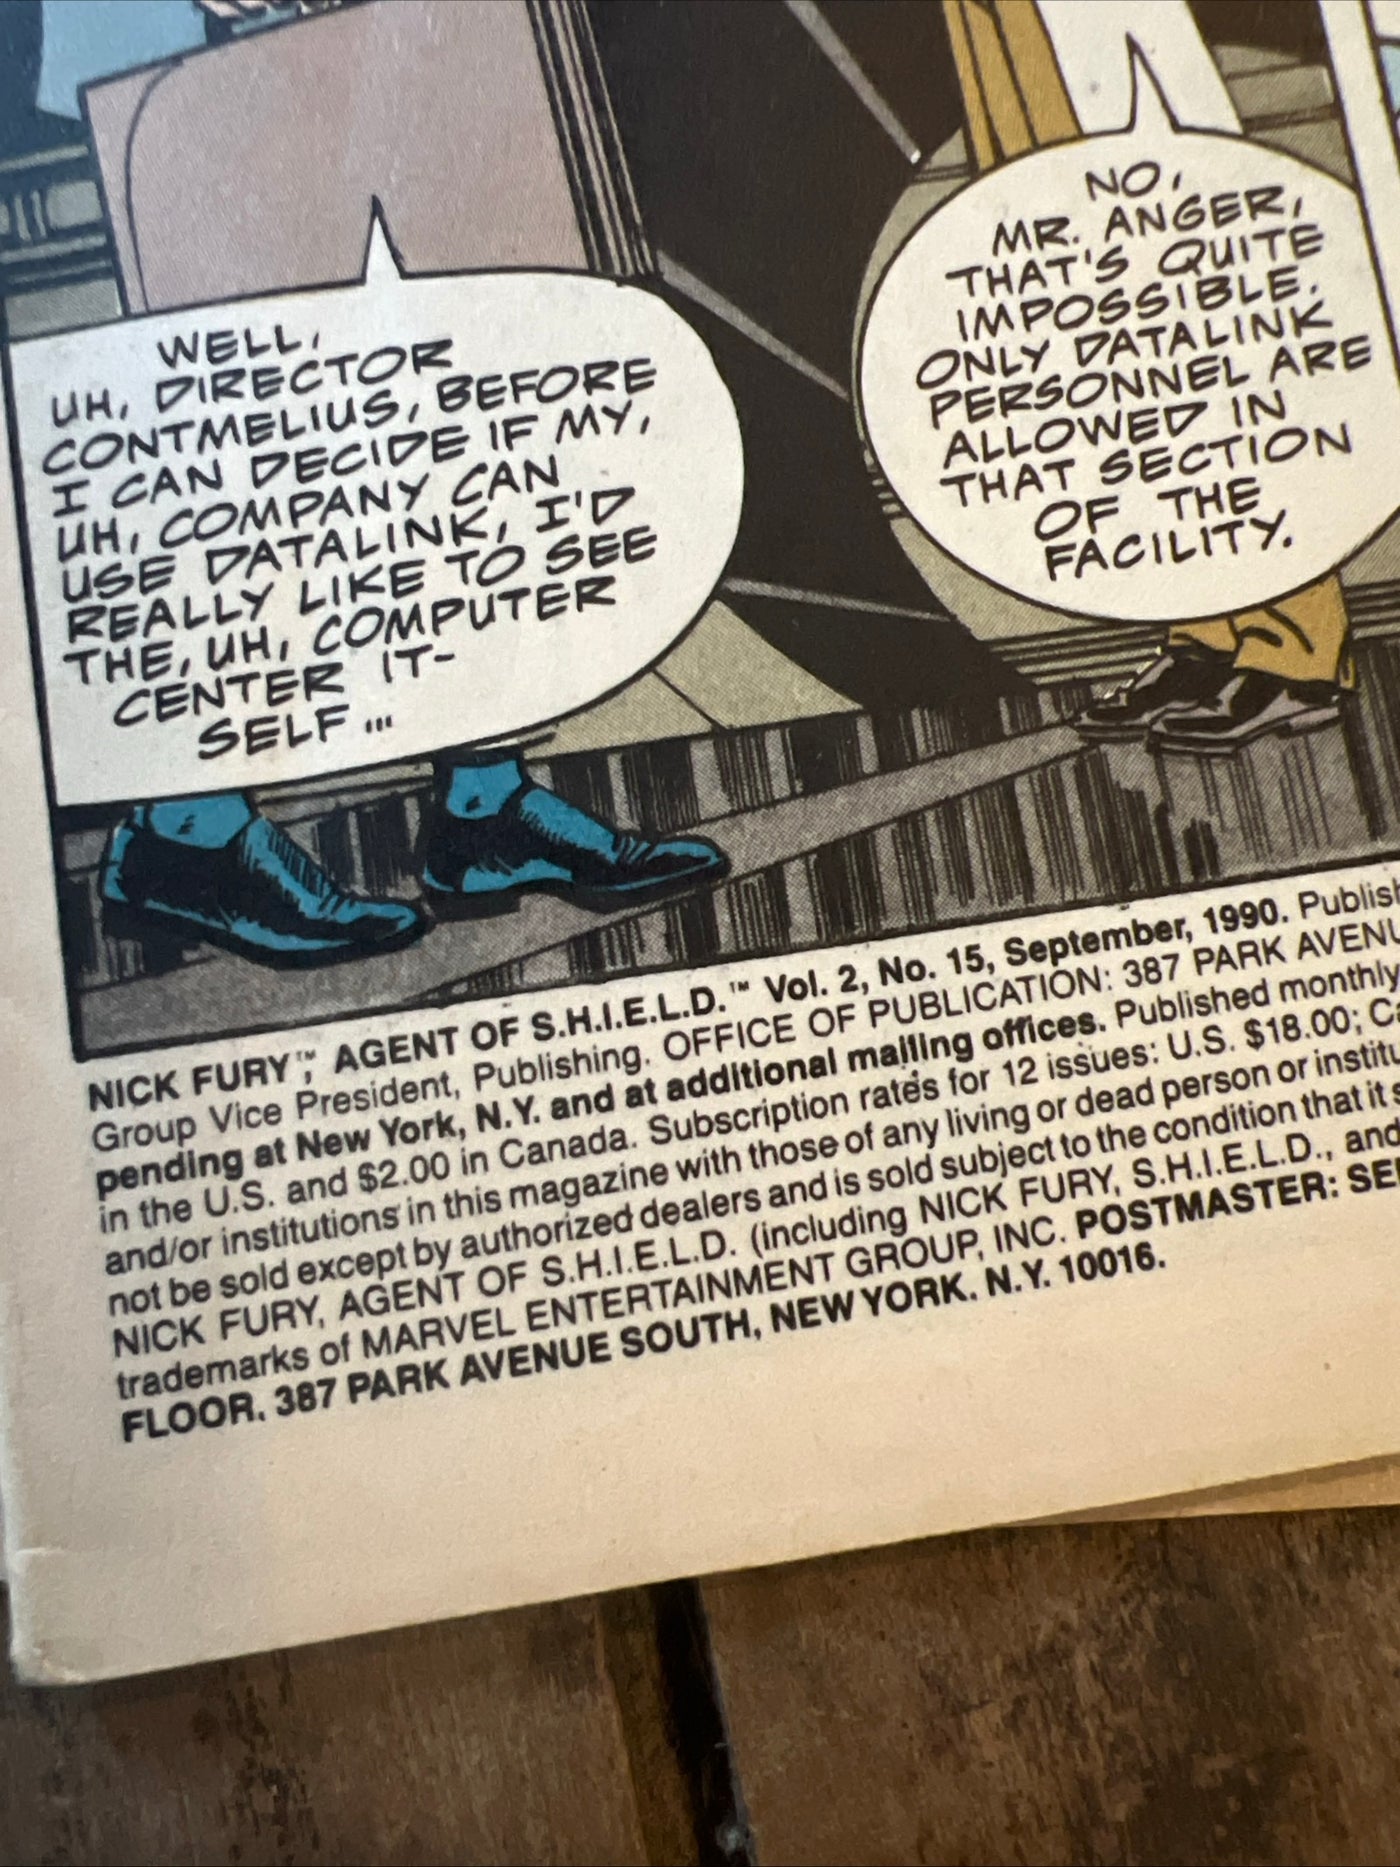 WELL,
UH, DIRECTOR
CONTMELIUS, BEFORE
I CAN DECIDE IF MY,
UH, COMPANY CAN
USE DATALINK, I'D
REALLY LIKE TO SEE
THE, UH, COMPUTER
CENTER IT-
SELF...
NO,
MR. ANGER,
THAT'S QUITE
IMPOSSIBLE.
ONLY DATALINK
PERSONNEL ARE
ALLOWED IN
THAT SECTION
OF THE
FACILITY.
NICK FURY™, AGENT OF S.H.I.E.L.D.™ Vol. 2, No. 15, September, 1990. Publish
Group Vice President, Publishing. OFFICE OF PUBLICATION: 387 PARK AVENU
pending at New York, N.Y. and at additional mailing offices. Published monthly
in the U.S. and $2.00 in Canada. Subscription rates for 12 issues: U.S. $18.00; Ca
and/or institutions in this magazine with those of any living or dead person or institu
not be sold except by authorized dealers and is sold subject to the condition that it s
NICK FURY, AGENT OF S.H.I.E.L.D. (including NICK FURY, S.H.I.E.L.D., and
trademarks of MARVEL ENTERTAINMENT GROUP, INC. POSTMASTER: SE
FLOOR, 387 PARK AVENUE SOUTH, NEW YORK, N.Y. 10016.